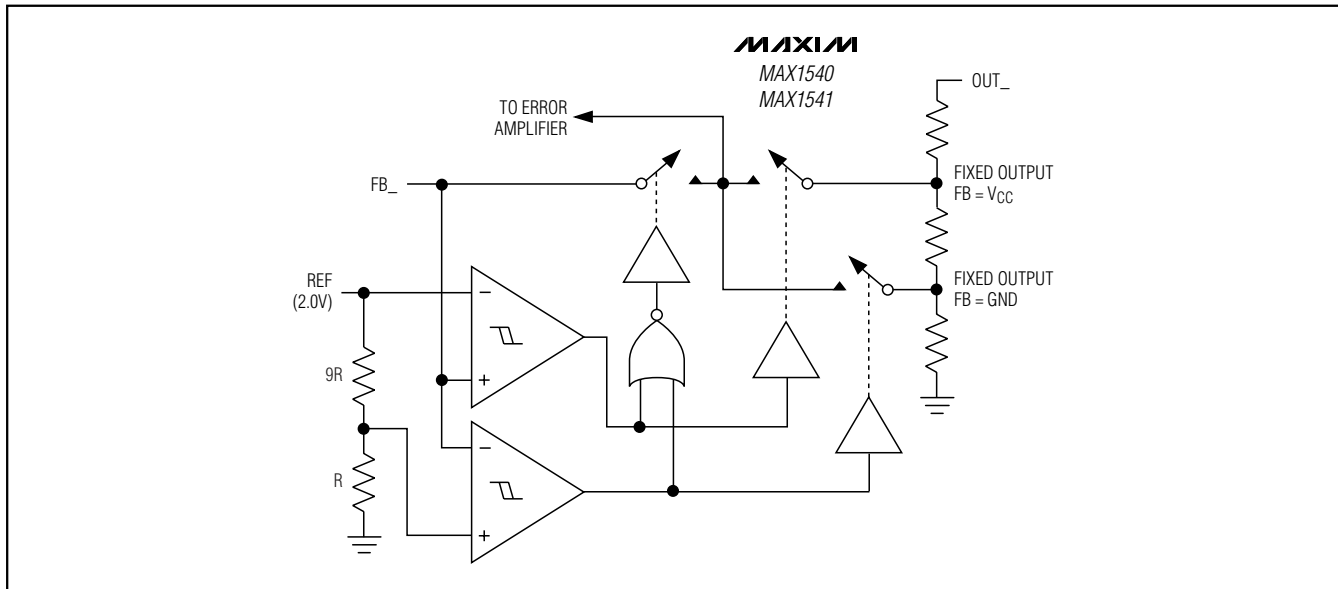 MAXIM
MAX1540
MAX1541
OUT_
TO ERROR
AMPLIFIER
FIXED OUTPUT
FB = VCC
FB_
REF
(2.0V)
FIXED OUTPUT
FB = GND
−
+
9R
−
+
R